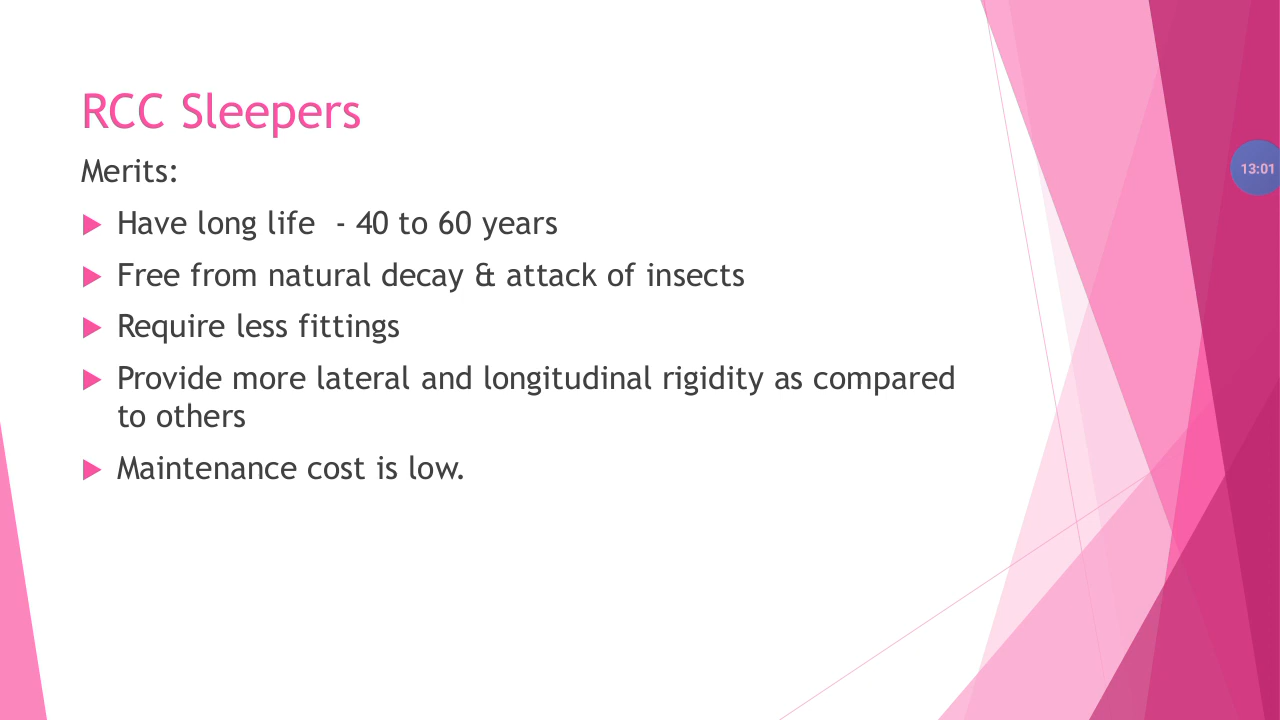 RCC Sleepers
Merits:
Have long life - 40 to 60 years
Free from natural decay & attack of insects
Require less fittings
Provide more lateral and longitudinal rigidity as compared
to others
Maintenance cost is low.
13:01